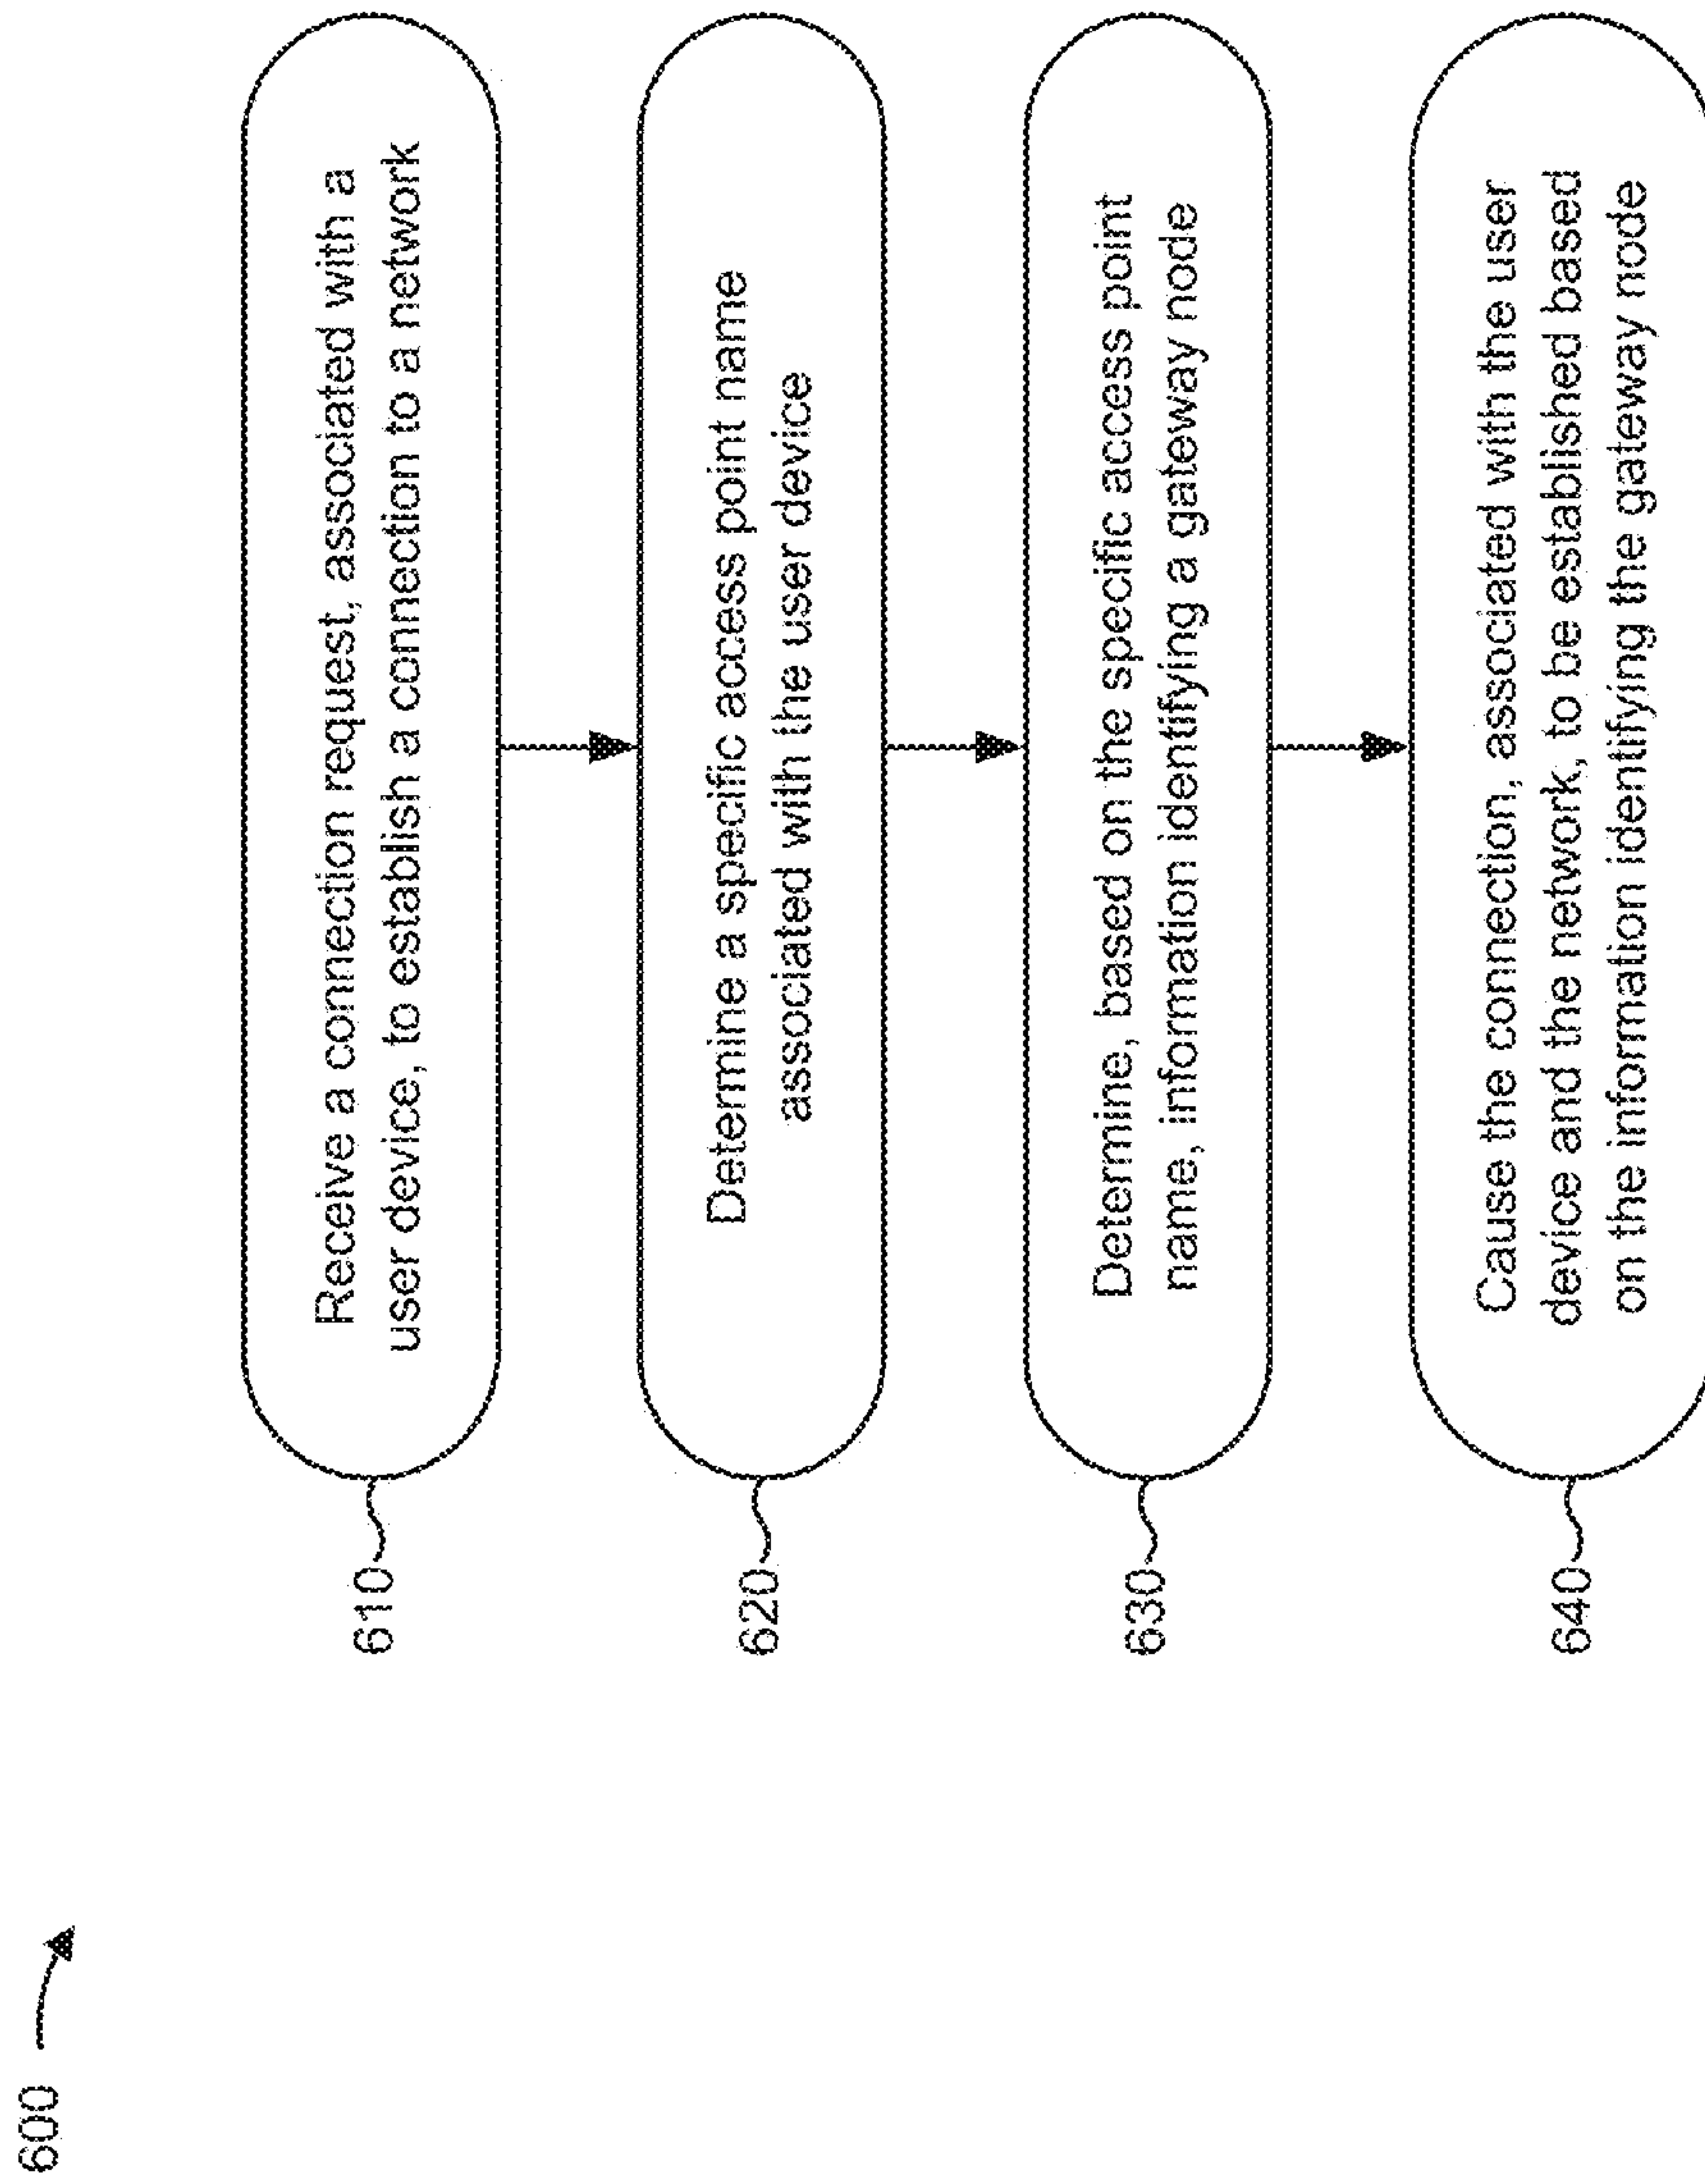 600
610
Receive a connection request, associated with a
user device, to establish a connection to a network
620
Determine a specific access point name
associated with the user device
630
Determine, based on the specific access point
name, information identifying a gateway node
640
Cause the connection, associated with the user
device and the network, to be established based
on the information identifying the gateway node